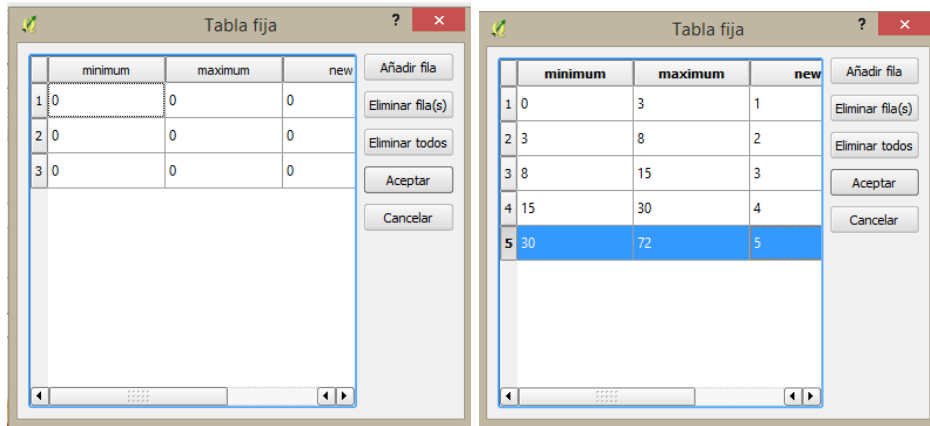 Tabla fija ?
minimum maximum new
1 0 0 0
2 0 0 0
3 0 0 0
Añadir fila
Eliminar fila(s)
Eliminar todos
Aceptar
Cancelar
Tabla fija ?
minimum maximum new
1 0 3 1
2 3 8 2
3 8 15 3
4 15 30 4
5 30 72 5
Añadir fila
Eliminar fila(s)
Eliminar todos
Aceptar
Cancelar